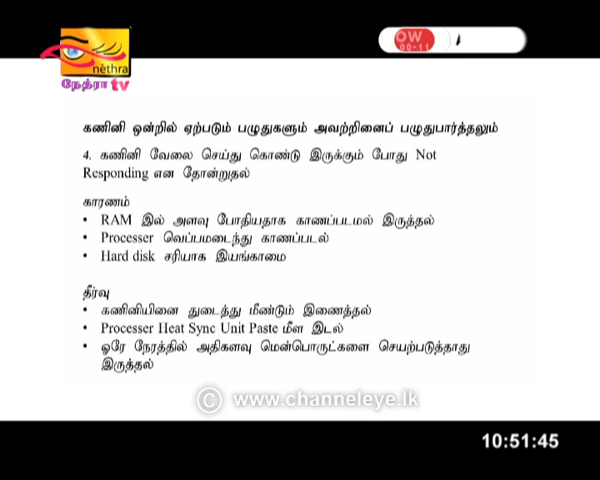 OW
00-11
nethra
நேத்ரா tv
கணினி ஒன்றில் ஏற்படும் பழுதுகளும் அவற்றினைப் பழுதுபார்த்தலும்
4. கணினி வேலை செய்து கொண்டு இருக்கும் போது Not
Responding என தோன்றுதல்
காரணம்
• RAM இல் அளவு போதியதாக காணப்படமல் இருத்தல்
• Processer வெப்பமடைந்து காணப்படல்
• Hard disk சரியாக இயங்காமை
தீர்வு
• கணினியினை துடைத்து மீண்டும் இணைத்தல்
• Processer Heat Sync Unit Paste மீள இடல்
• ஒரே நேரத்தில் அதிகளவு மென்பொருட்களை செயற்படுத்தாது
இருத்தல்
© www.channeleye.lk
10:51:45